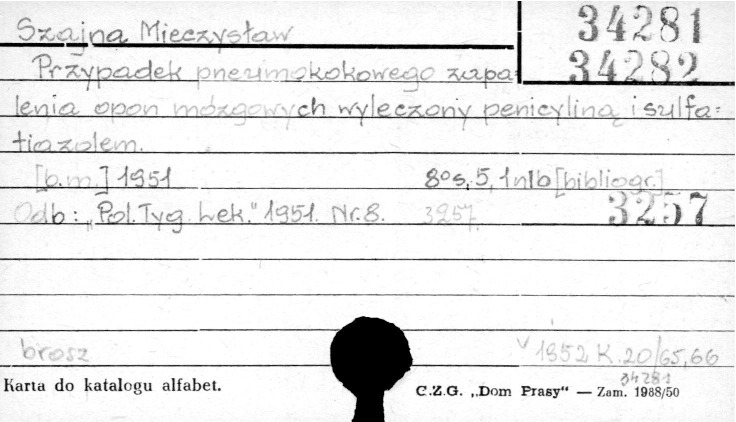 Szajna Mieczysław
34281
34282
Przypadek pneumokokowego zapa=
lenia opon mózgowych wyleczony penicyliną i sulfa=
tiazolem.
[b.m.] 1951 8°s, 5, 1 nlb [bibliogr.]
Odb: „Pol. Tyg. Lek." 1951. Nr. 8. 3257. 3257
brosz v 1952 K. 20/65,66
34281
Karta do katalogu alfabet. C.Z.G. „Dom Prasy" — Zam. 1988/50